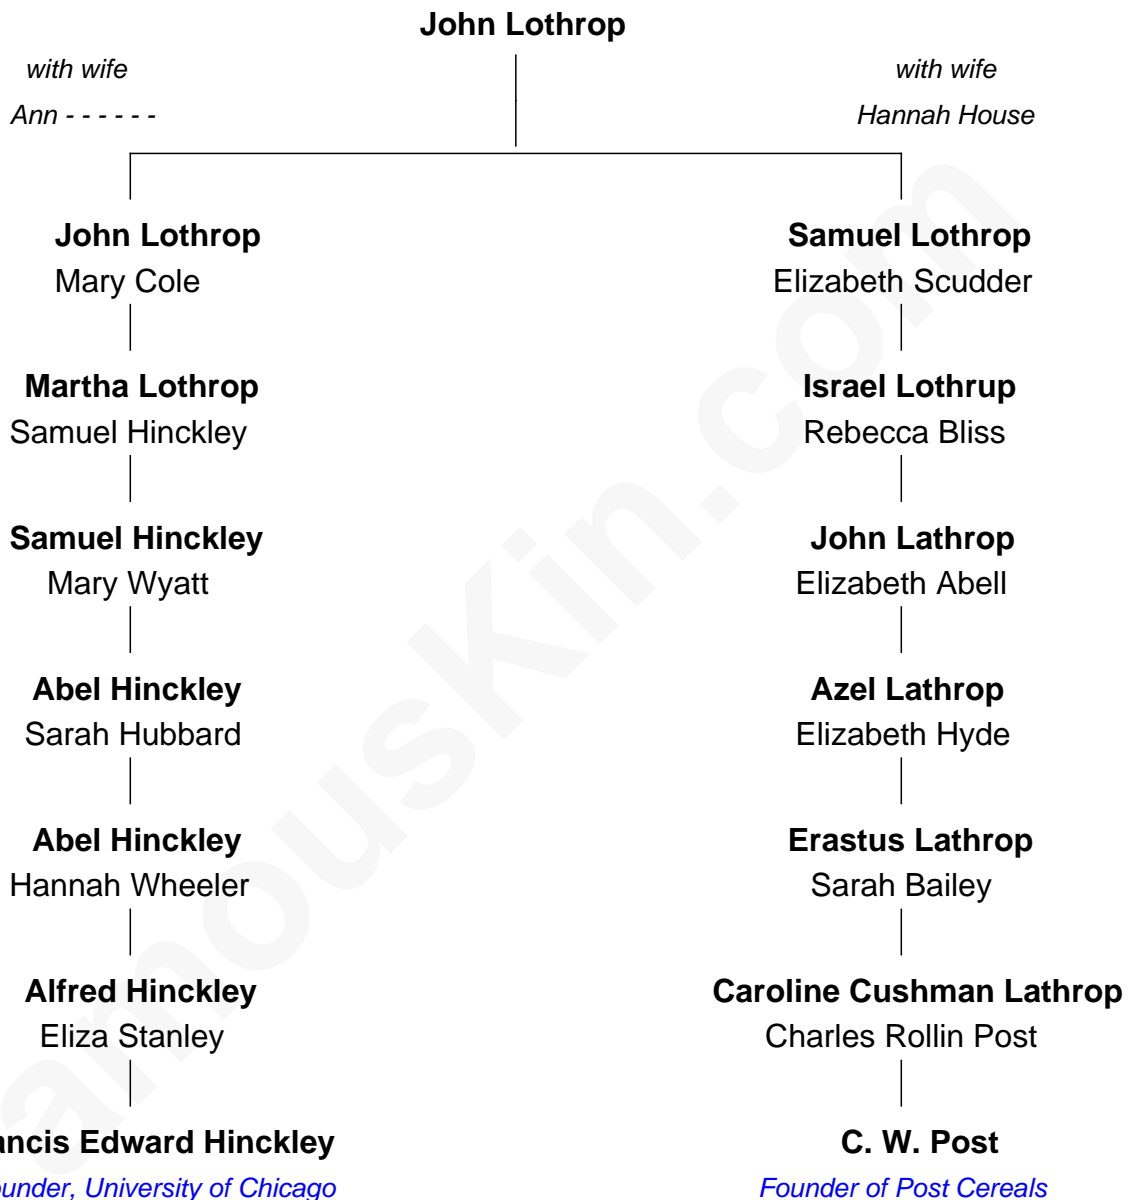 John Lothrop
with wife
with wife
Ann - - - - - -
Hannah House
John Lothrop
Samuel Lothrop
Mary Cole
Elizabeth Scudder
Martha Lothrop
Israel Lothrup
Samuel Hinckley
Rebecca Bliss
Samuel Hinckley
John Lathrop
Mary Wyatt
Elizabeth Abell
Abel Hinckley
Azel Lathrop
Sarah Hubbard
Elizabeth Hyde
Abel Hinckley
Erastus Lathrop
Hannah Wheeler
Sarah Bailey
Alfred Hinckley
Caroline Cushman Lathrop
Eliza Stanley
Charles Rollin Post
ancis Edward Hinckley
C. W. Post
ounder, University of Chicago
Founder of Post Cereals
amouskin.com